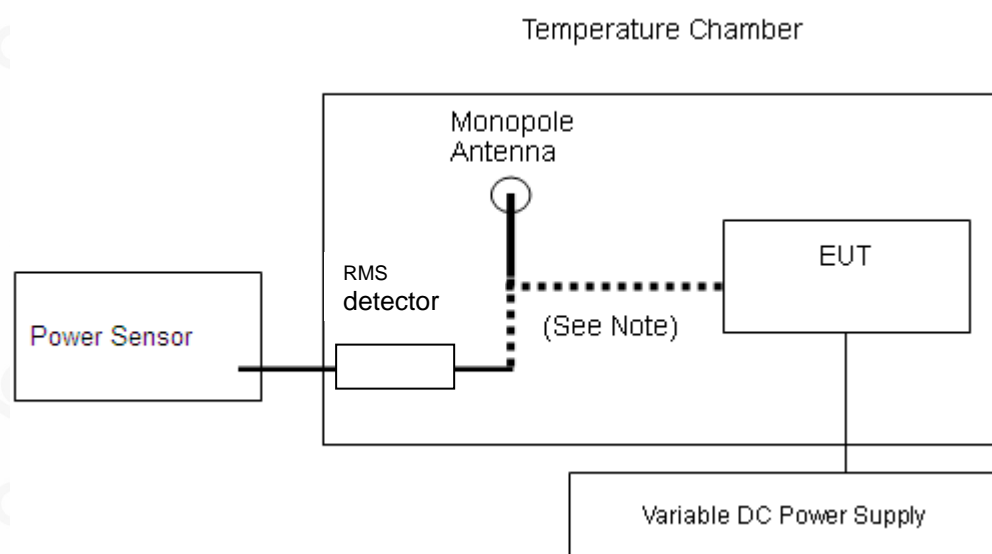 Temperature Chamber
Monopole
Antenna
RMS
detector
EUT
Power Sensor
(See Note)
Variable DC Power Supply